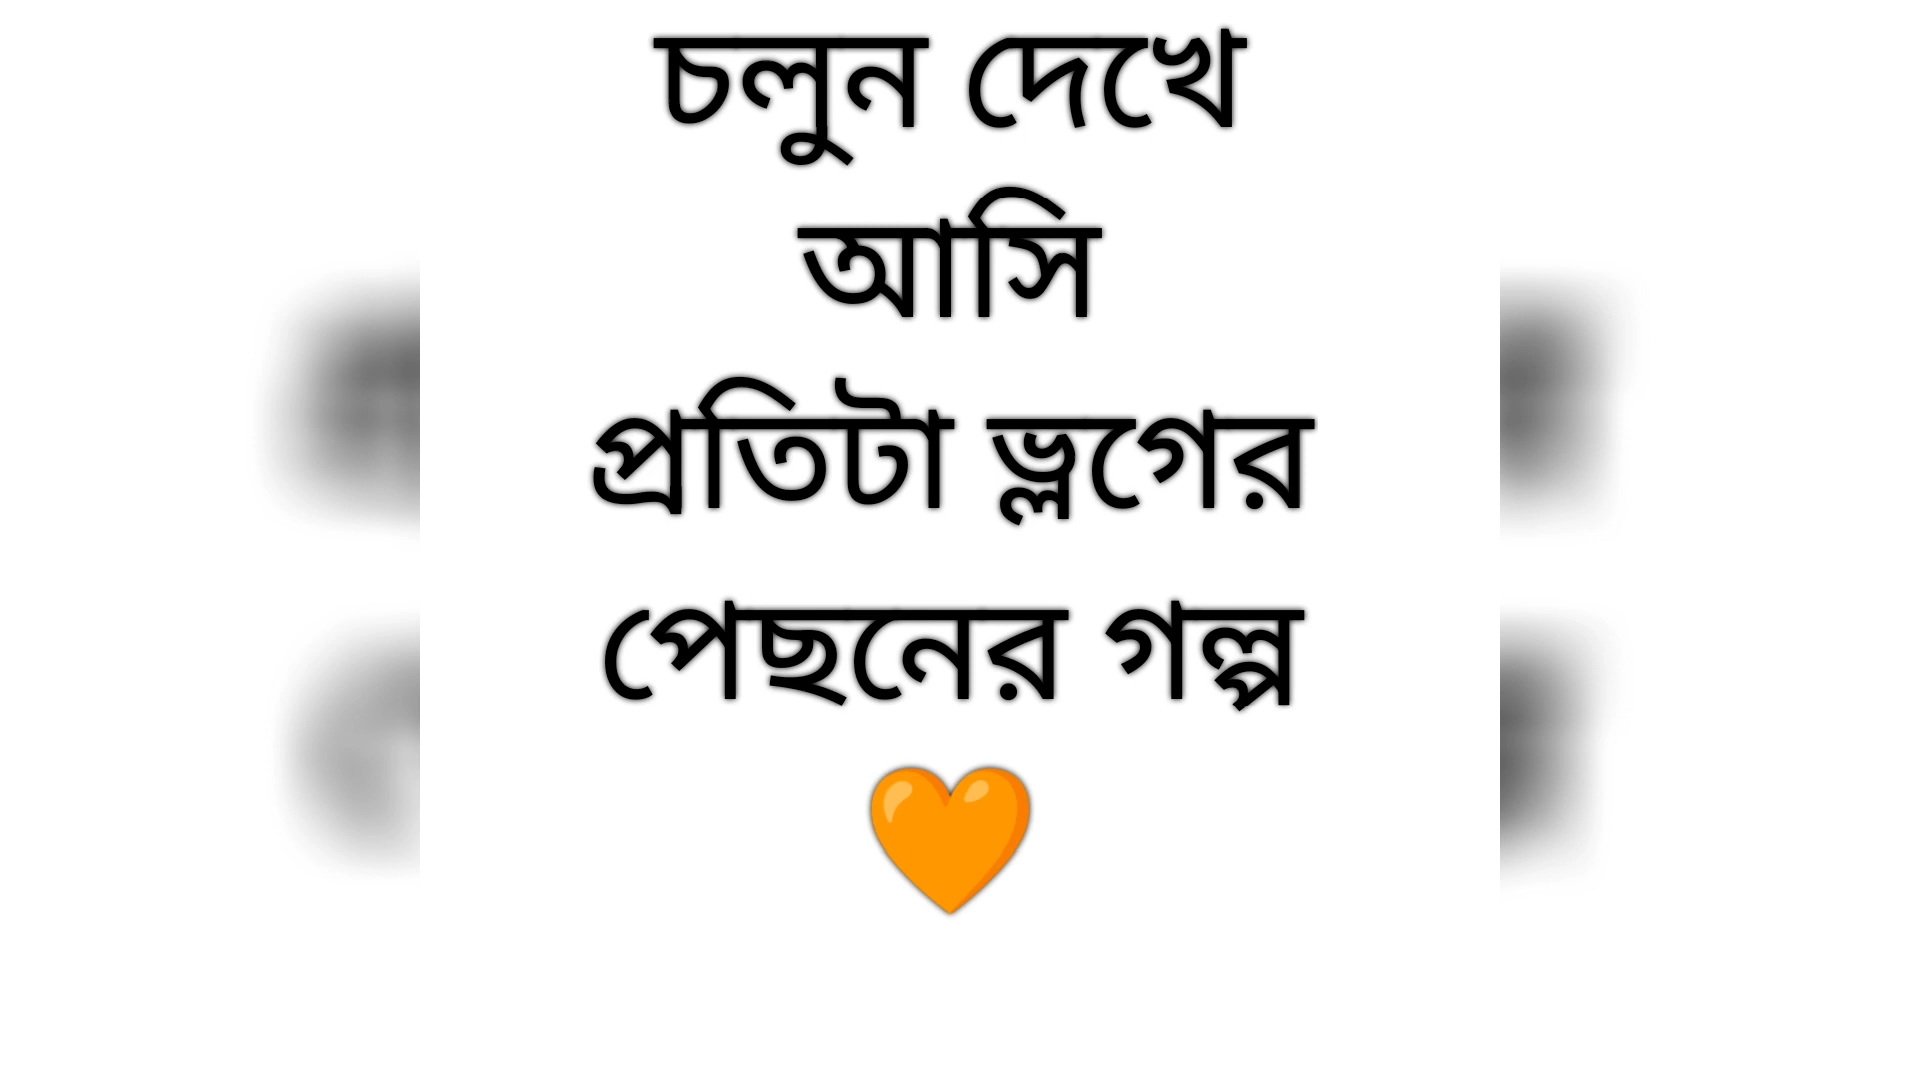 চলুন দেখে
আসি
প্রতিটা ভ্লগের
পেছনের গল্প
🧡